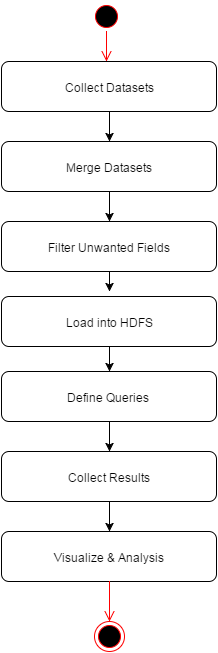 Collect Datasets
Merge Datasets
Filter Unwanted Fields
Load into HDFS
Define Queries
Collect Results
Visualize & Analysis